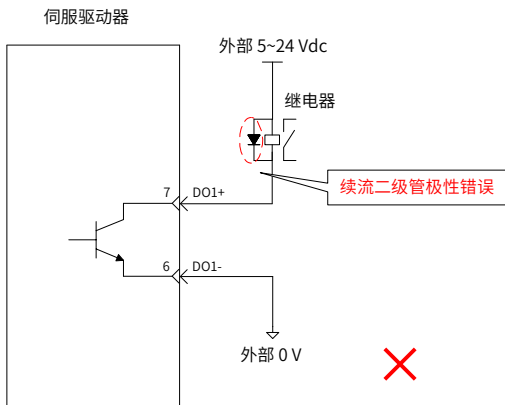 伺服驱动器
外部 5~24 Vdc
继电器
续流二级管极性错误
7 DO1+
6 DO1-
外部 0 V